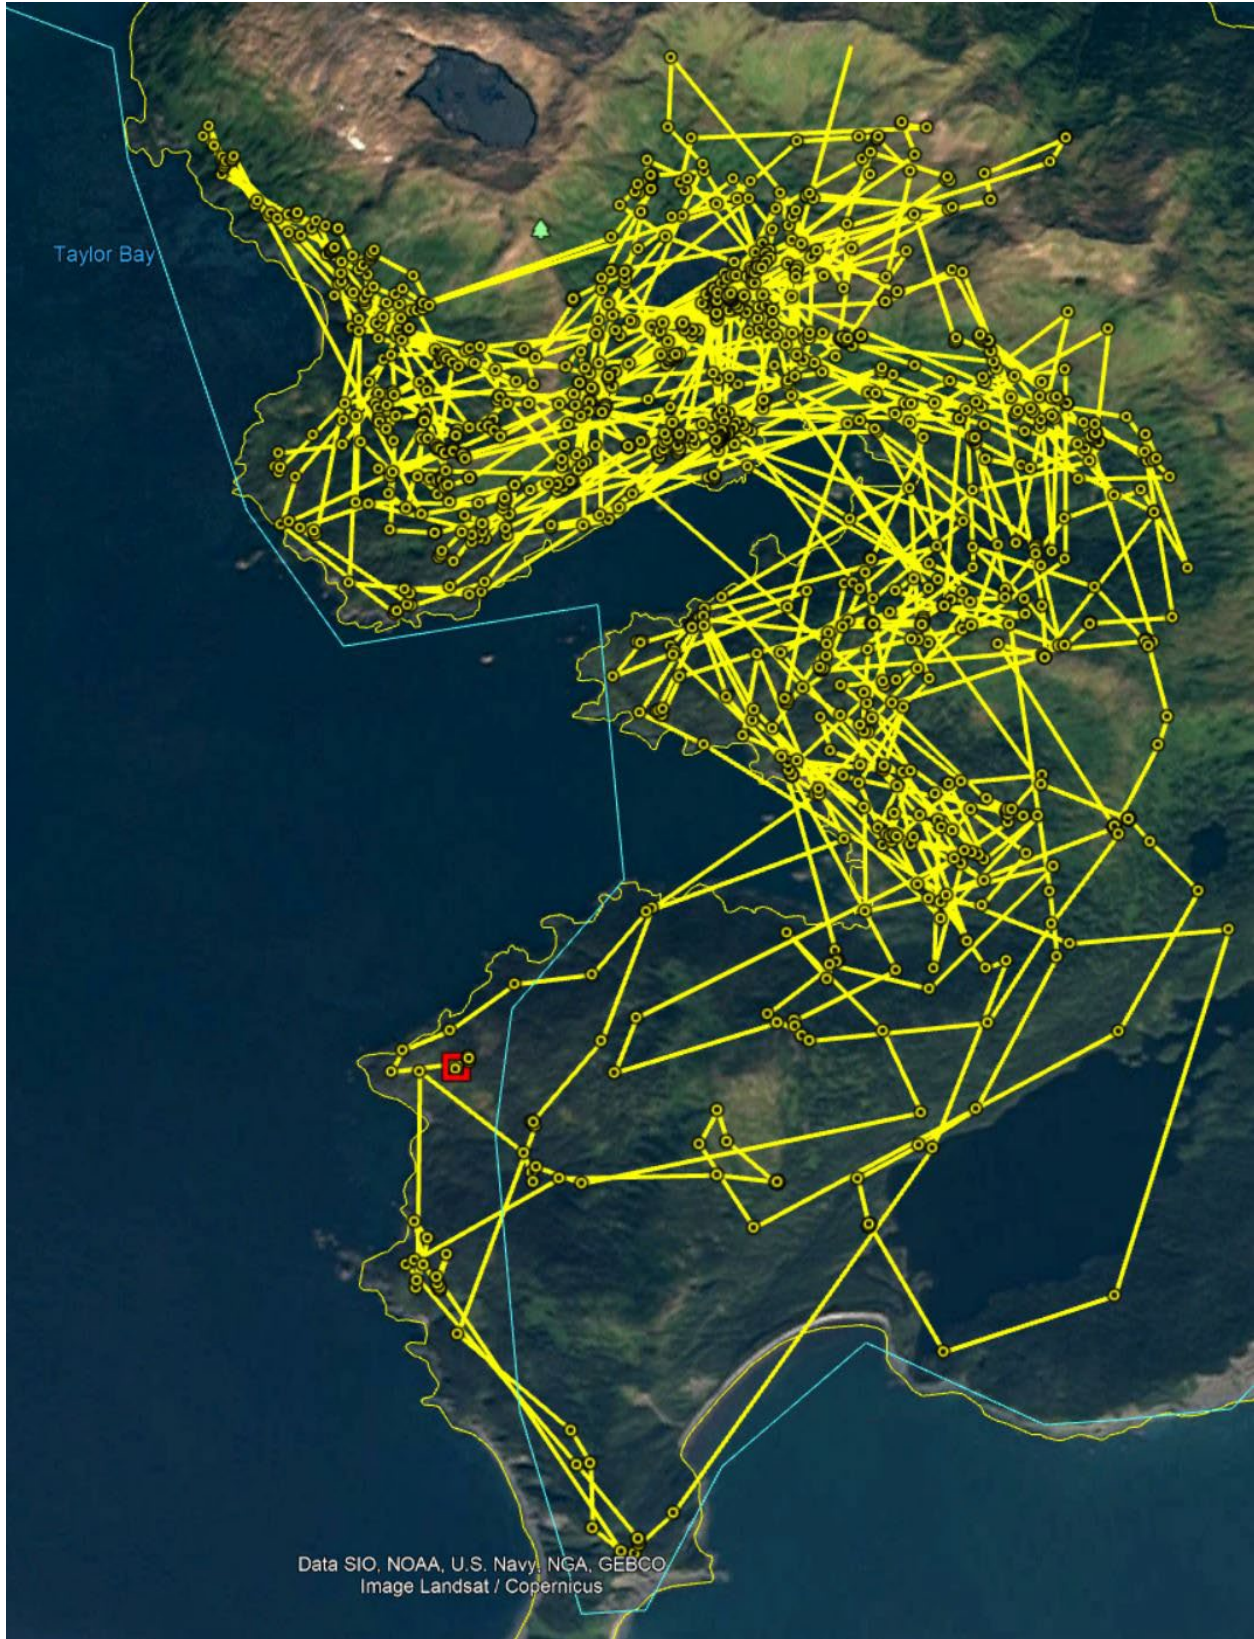 Taylor Bay
Data SIO, NOAA, U.S. Navy, NGA, GEBCO
Image Landsat / Copernicus